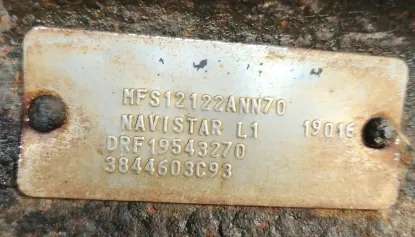 MFS12122ANN70
NAVISTAR L1 19016
DRF19543270
3844603C93